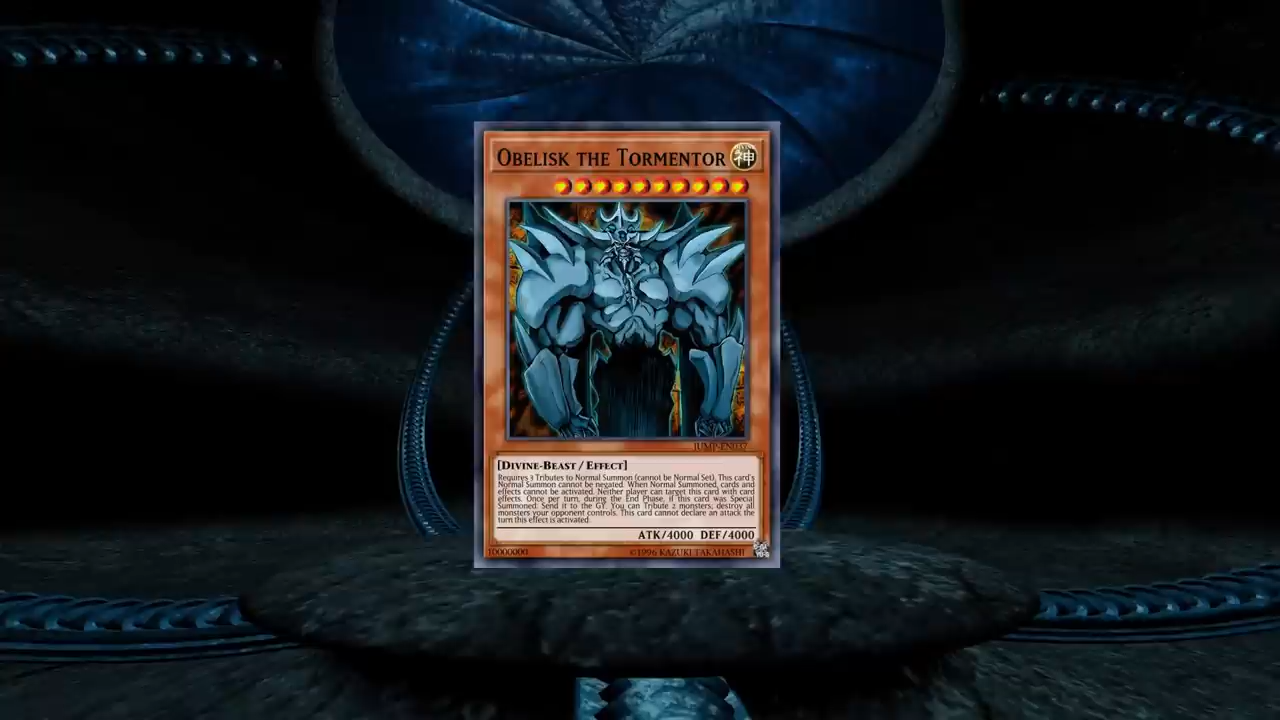 OBELISK THE TORMENTOR
DIVINE
神
JUMP-EN037
[DIVINE-BEAST / EFFECT]
Requires 3 Tributes to Normal Summon (cannot be Normal Set). This card's
Normal Summon cannot be negated. When Normal Summoned, cards and
effects cannot be activated. Neither player can target this card with card
effects. Once per turn, during the End Phase, if this card was Special
Summoned: Send it to the GY. You can Tribute 2 monsters, destroy all
monsters your opponent controls. This card cannot declare an attack the
turn this effect is activated.
ATK/4000 DEF/4000
10000000
©1996 KAZUKI TAKAHASHI